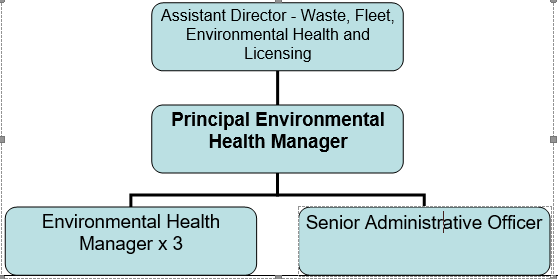 Assistant Director - Waste, Fleet,
Environmental Health and
Licensing
Principal Environmental
Health Manager
Environmental Health
Manager x 3
Senior Administrative Officer